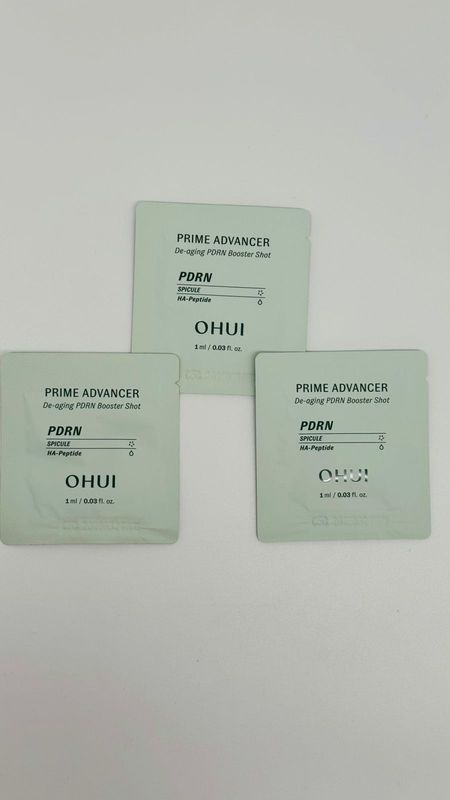 PRIME ADVANCER
De-aging PDRN Booster Shot
PDRN
SPICULE
HA-Peptide
OHUI
1 ml / 0.03 fl. oz.
PRIME ADVANCER
De-aging PDRN Booster Shot
PDRN
SPICULE
HA-Peptide
OHUI
1 ml / 0.03 fl. oz.
PRIME ADVANCER
De-aging PDRN Booster Shot
PDRN
SPICULE
HA-Peptide
OHUI
1 ml / 0.03 fl. oz.